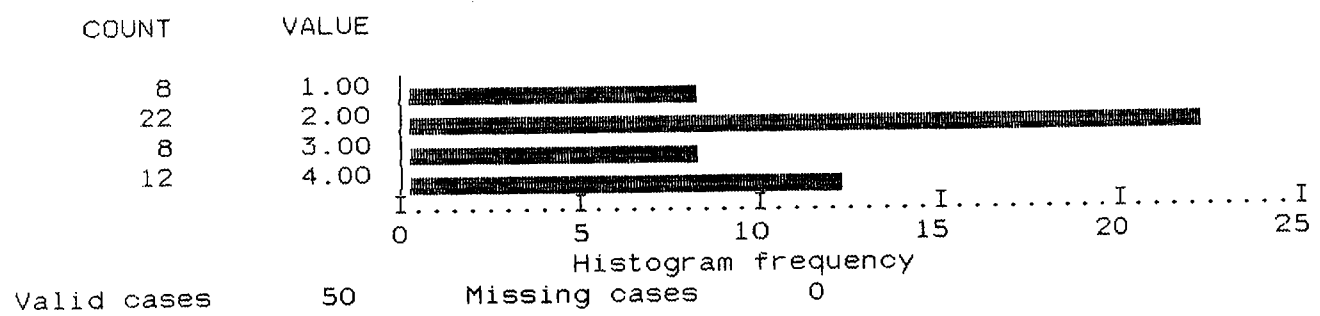 COUNT VALUE
8 1.00
22 2.00
8 3.00
12 4.00
I.........I.........I.........I.........I.........I
0 5 10 15 20 25
Histogram frequency
Valid cases 50 Missing cases 0